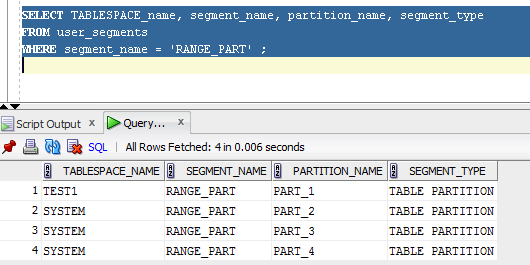 SELECT TABLESPACE_name, segment_name, partition_name, segment_type
FROM user_segments
WHERE segment_name = 'RANGE_PART' ;
Script Output x Query... x
SQL | All Rows Fetched: 4 in 0.006 seconds
TABLESPACE_NAME SEGMENT_NAME PARTITION_NAME SEGMENT_TYPE
1 TEST1 RANGE_PART PART_1 TABLE PARTITION
2 SYSTEM RANGE_PART PART_2 TABLE PARTITION
3 SYSTEM RANGE_PART PART_3 TABLE PARTITION
4 SYSTEM RANGE_PART PART_4 TABLE PARTITION